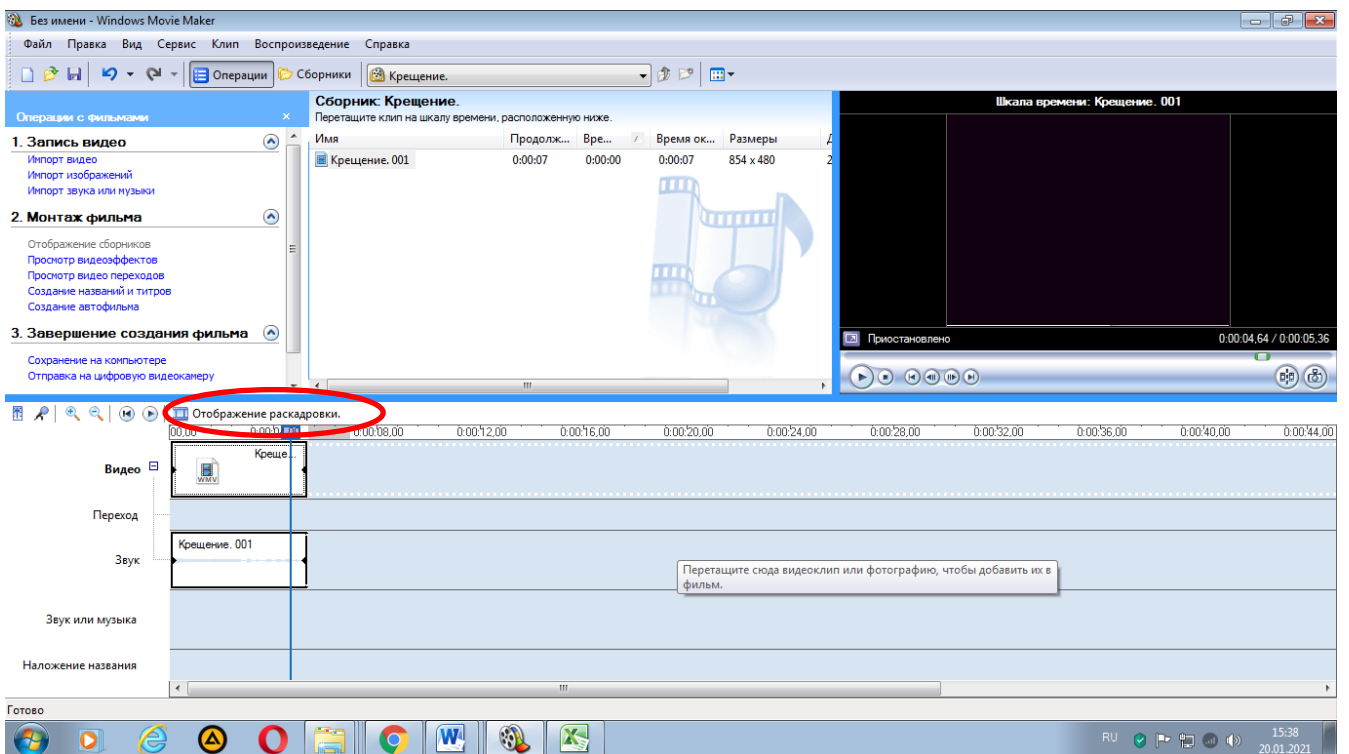 Без имени - Windows Movie Maker
Файл Правка Вид Сервис Клип Воспроизведение Справка
Операции Сборники Крещение.
Операции с фильмами
1. Запись видео
Импорт видео
Импорт изображений
Импорт звука или музыки
2. Монтаж фильма
Отображение сборников
Просмотр видеоэффектов
Просмотр видео переходов
Создание названий и титров
Создание автофильма
3. Завершение создания фильма
Сохранение на компьютере
Отправка на цифровую видеокамеру
Сборник: Крещение.
Перетащите клип на шкалу времени, расположенную ниже.
Имя Продолж... Вре... Время ок... Размеры
Крещение. 001 0:00:07 0:00:00 0:00:07 854 x 480 2
Шкала времени: Крещение. 001
Приостановлено 0:00:04,64 / 0:00:05,36
Отображение раскадровки.
00,00 0:00:08,00 0:00:12,00 0:00:16,00 0:00:20,00 0:00:24,00 0:00:28,00 0:00:32,00 0:00:36,00 0:00:40,00 0:00:44,00
Видео
Креще...
WMV
Переход
Звук
Крещение. 001
Перетащите сюда видеоклип или фотографию, чтобы добавить их в
фильм.
Звук или музыка
Наложение названия
Готово
RU
15:38
20.01.2021